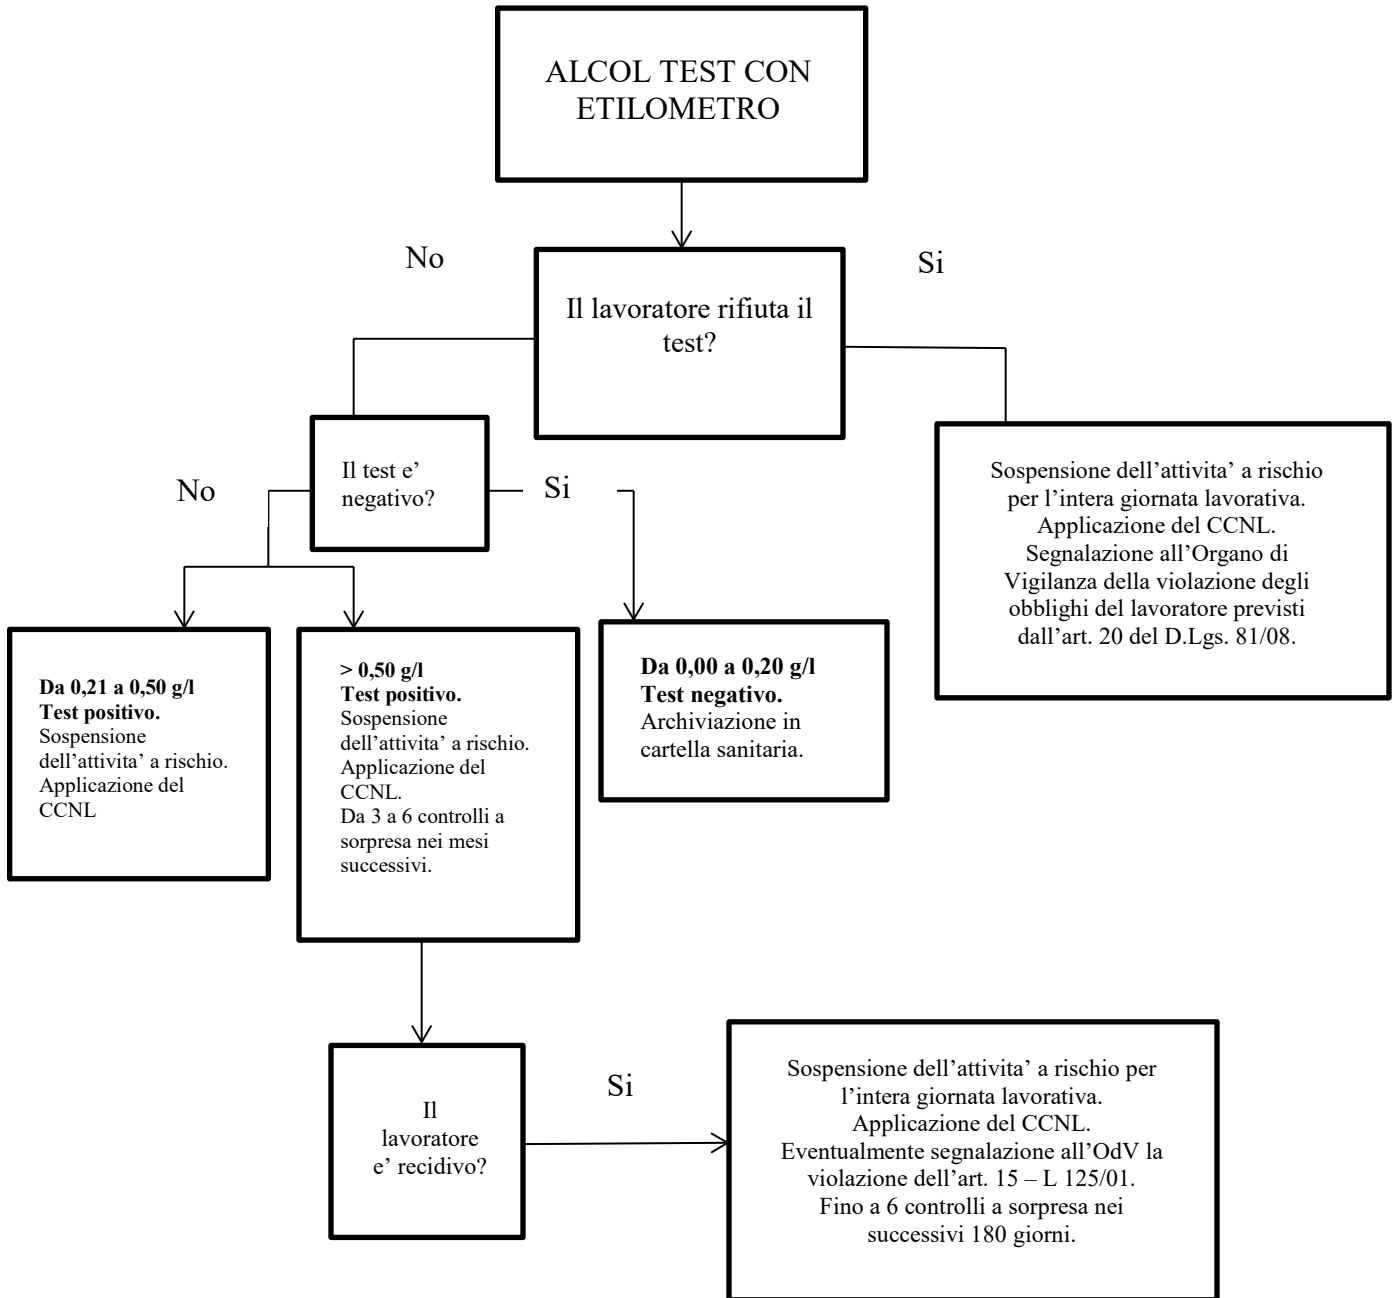 ALCOL TEST CON
ETILOMETRO
No
Si
Il lavoratore rifiuta il
test?
Il test e’
negativo?
No
Si
Sospensione dell’attivita’ a rischio
per l’intera giornata lavorativa.
Applicazione del CCNL.
Segnalazione all’Organo di
Vigilanza della violazione degli
obblighi del lavoratore previsti
dall’art. 20 del D.Lgs. 81/08.
Da 0,21 a 0,50 g/l
Test positivo.
Sospensione
dell’attivita’ a rischio.
Applicazione del
CCNL
> 0,50 g/l
Test positivo.
Sospensione
dell’attivita’ a rischio.
Applicazione del
CCNL.
Da 3 a 6 controlli a
sorpresa nei mesi
successivi.
Da 0,00 a 0,20 g/l
Test negativo.
Archiviazione in
cartella sanitaria.
Il
lavoratore
e’ recidivo?
Si
Sospensione dell’attivita’ a rischio per
l’intera giornata lavorativa.
Applicazione del CCNL.
Eventualmente segnalazione all’OdV la
violazione dell’art. 15 – L 125/01.
Fino a 6 controlli a sorpresa nei
successivi 180 giorni.